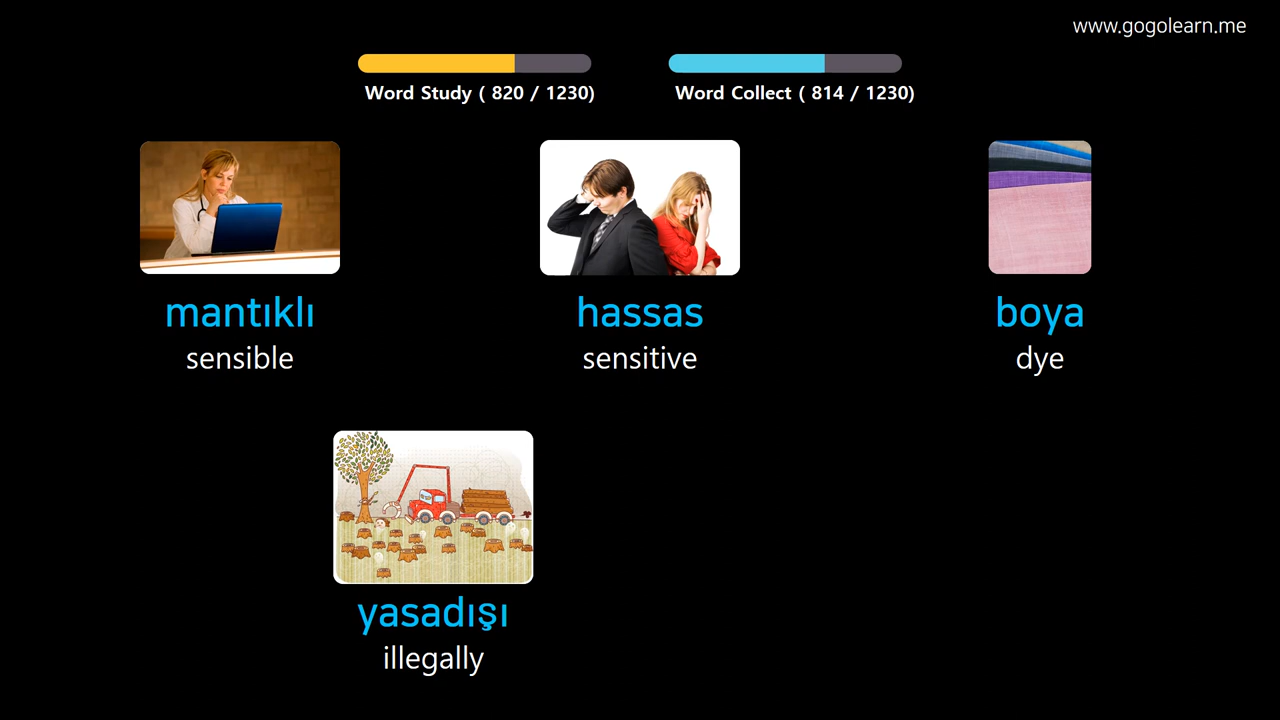 www.gogolearn.me
Word Study ( 820 / 1230)
Word Collect ( 814 / 1230)
mantıklı
sensible
hassas
sensitive
boya
dye
yasadışı
illegally